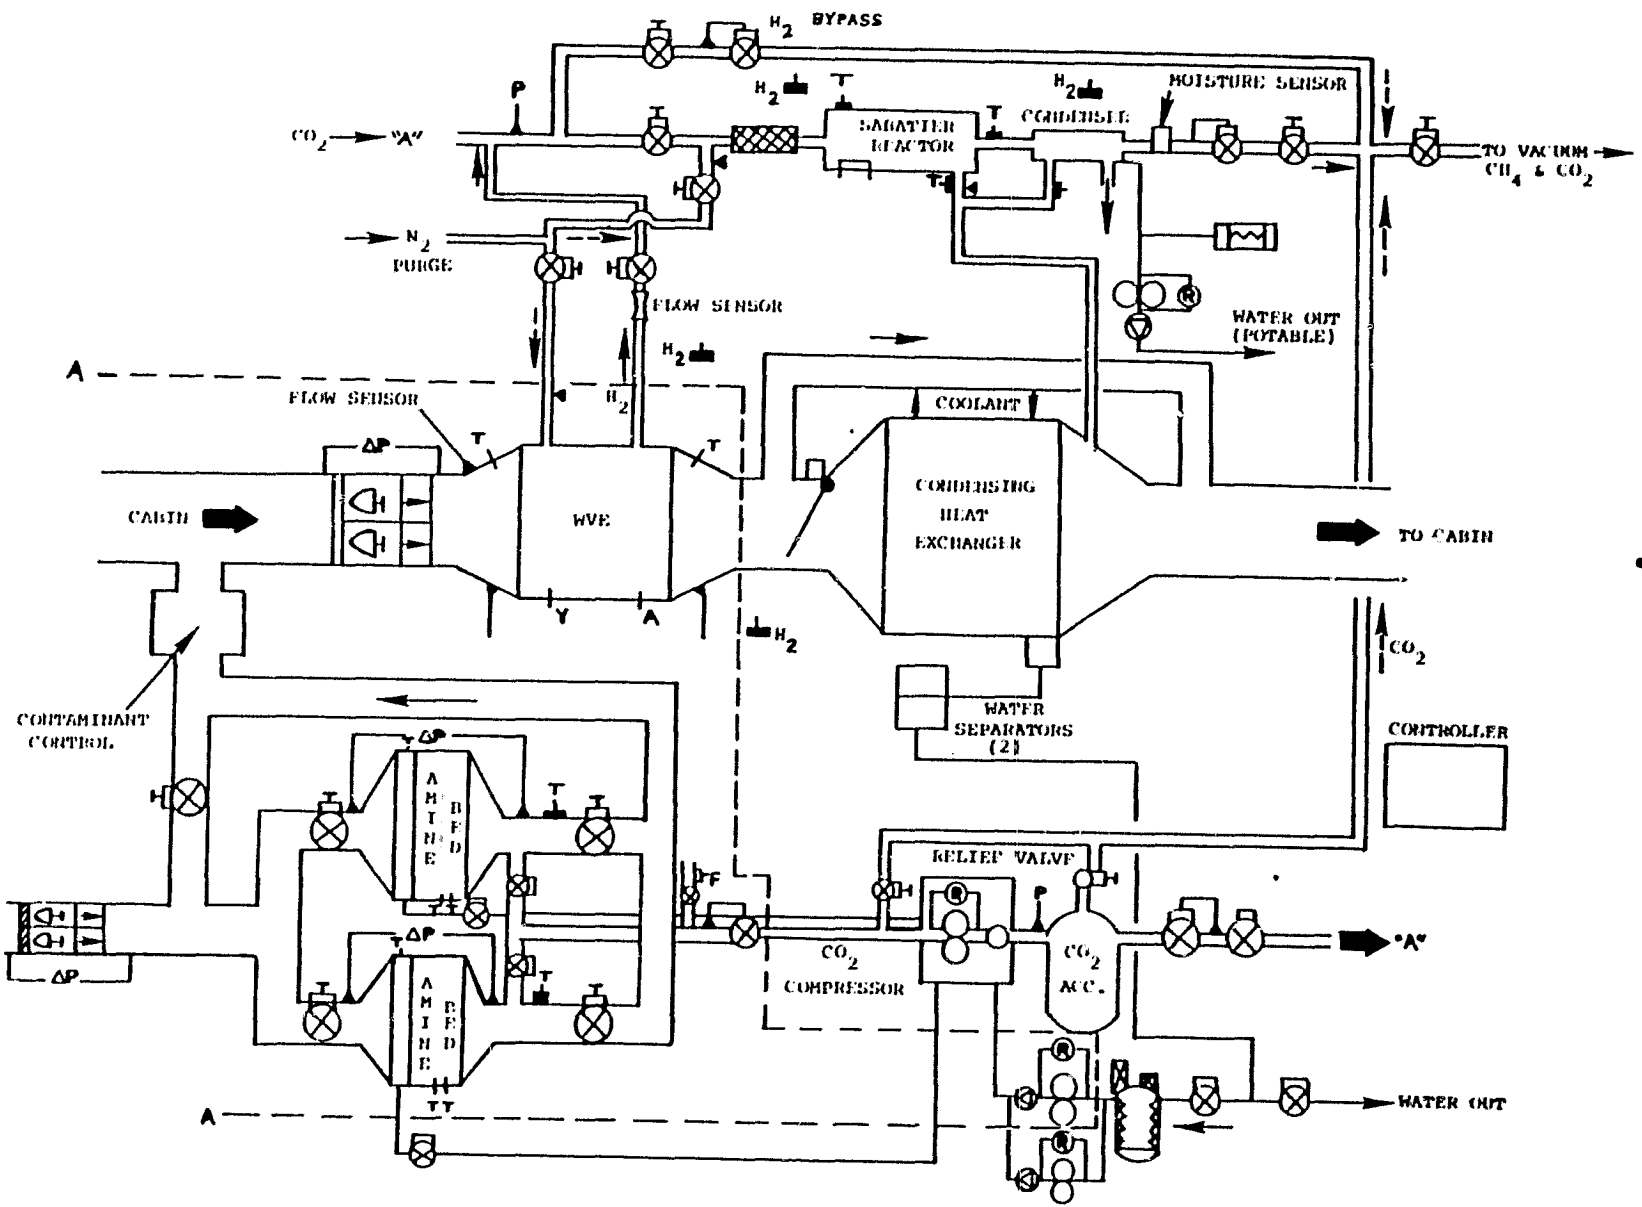 H2 BYPASS
P
CO2
"A"
H2
T
SABATIER
REACTOR
T
H2
CONDENSER
MOISTURE SENSOR
TO VACUUM
CH4 & CO2
T
N2
PURGE
FLOW SENSOR
R
WATER OUT
(POTABLE)
H2
A
FLOW SENSOR
H2
COOLANT
ΔP
T
T
CABIN
WVE
CONDENSING
HEAT
EXCHANGER
TO CABIN
Y
A
H2
CO2
CONTAMINANT
CONTROL
WATER
SEPARATORS
(2)
CONTROLLER
ΔP
T
AMINE
BED
T
T
RELIEF VALVE
F
R
P
ΔP
ΔP
T
AMINE
BED
CO2
COMPRESSOR
CO2
ACC.
"A"
R
T T
A
R
WATER OUT